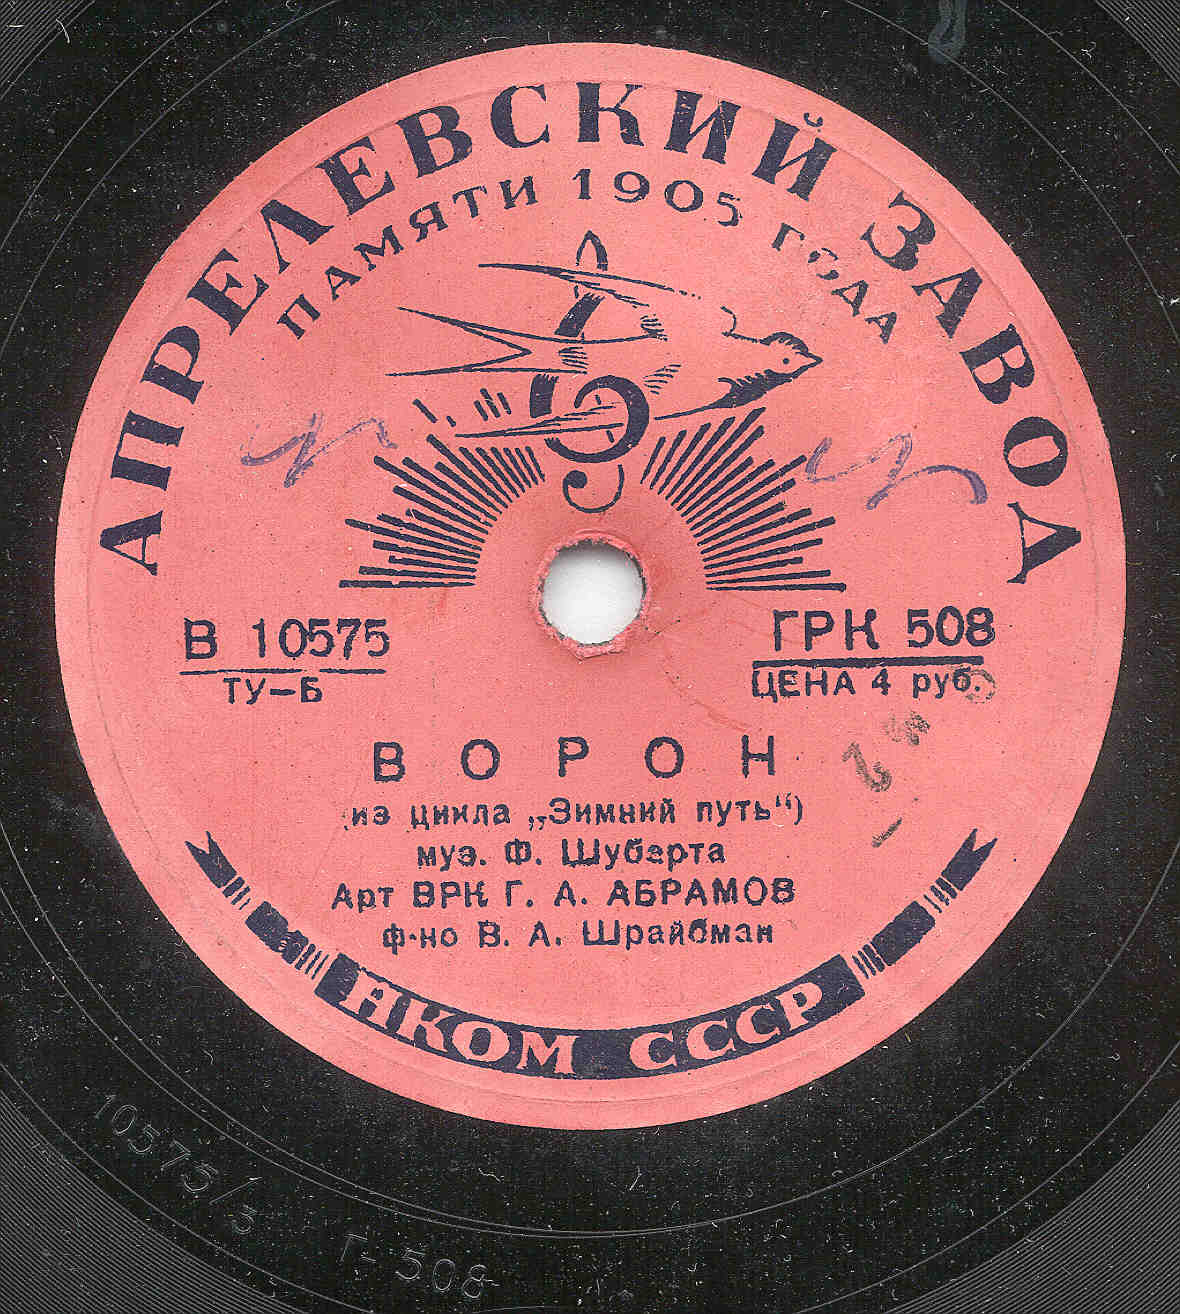 АПРЕЛЕВСКИЙ ЗАВОД
ПАМЯТИ 1905 ГОДА
В 10575
ТУ-Б
ГРК 508
ЦЕНА 4 руб.
ВОРОН
(из цикла „Зимний путь“)
муз. Ф. Шуберта
Арт ВРК Г. А. АБРАМОВ
ф-но В. А. Шрайбман
НКОМ СССР
10575/3 Г-508